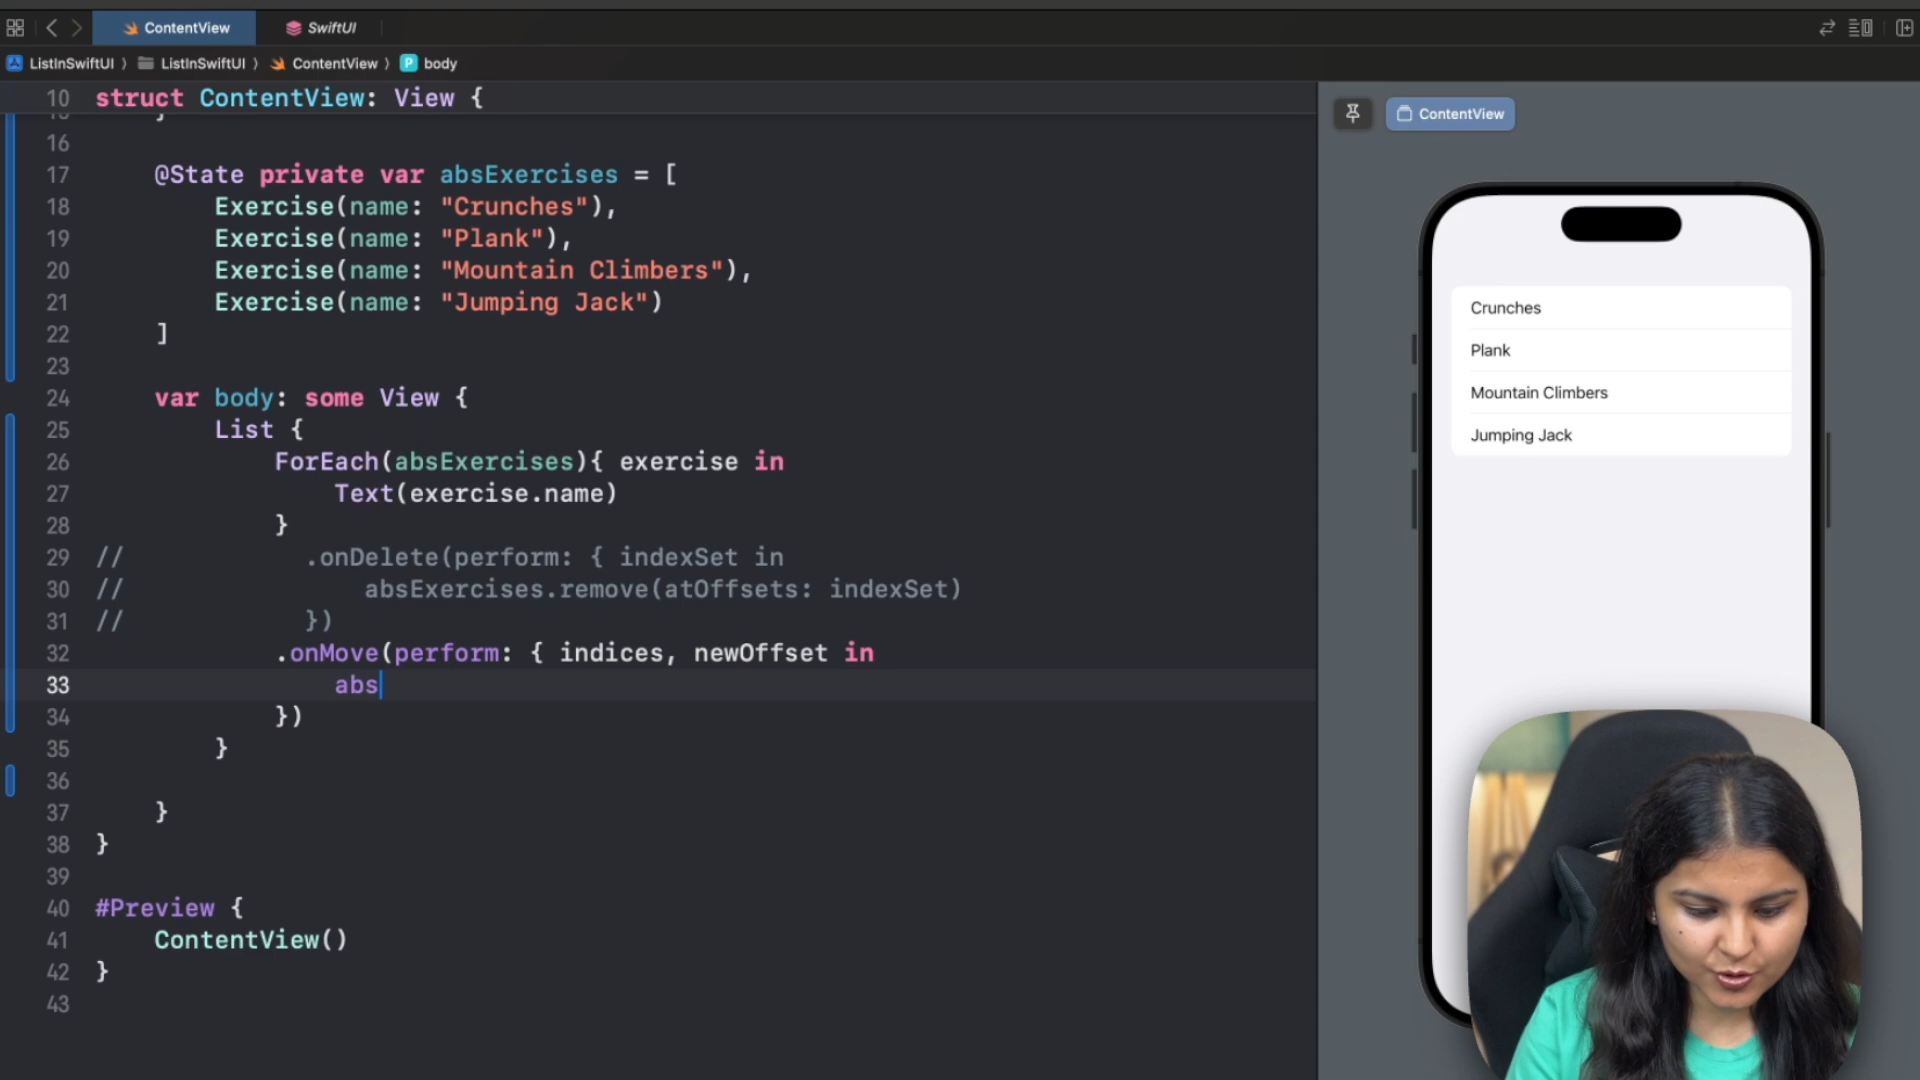 ContentView
SwiftUI
ListInSwiftUI
ListInSwiftUI
ContentView
P body
10 struct ContentView: View {
16
17 @State private var absExercises = [
18 Exercise(name: "Crunches"),
19 Exercise(name: "Plank"),
20 Exercise(name: "Mountain Climbers"),
21 Exercise(name: "Jumping Jack")
22 ]
23
24 var body: some View {
25 List {
26 ForEach(absExercises){ exercise in
27 Text(exercise.name)
28 }
29 // .onDelete(perform: { indexSet in
30 // absExercises.remove(atOffsets: indexSet)
31 // })
32 .onMove(perform: { indices, newOffset in
33 abs
34 })
35 }
36
37 }
38 }
39
40 #Preview {
41 ContentView()
42 }
43
ContentView
Crunches
Plank
Mountain Climbers
Jumping Jack